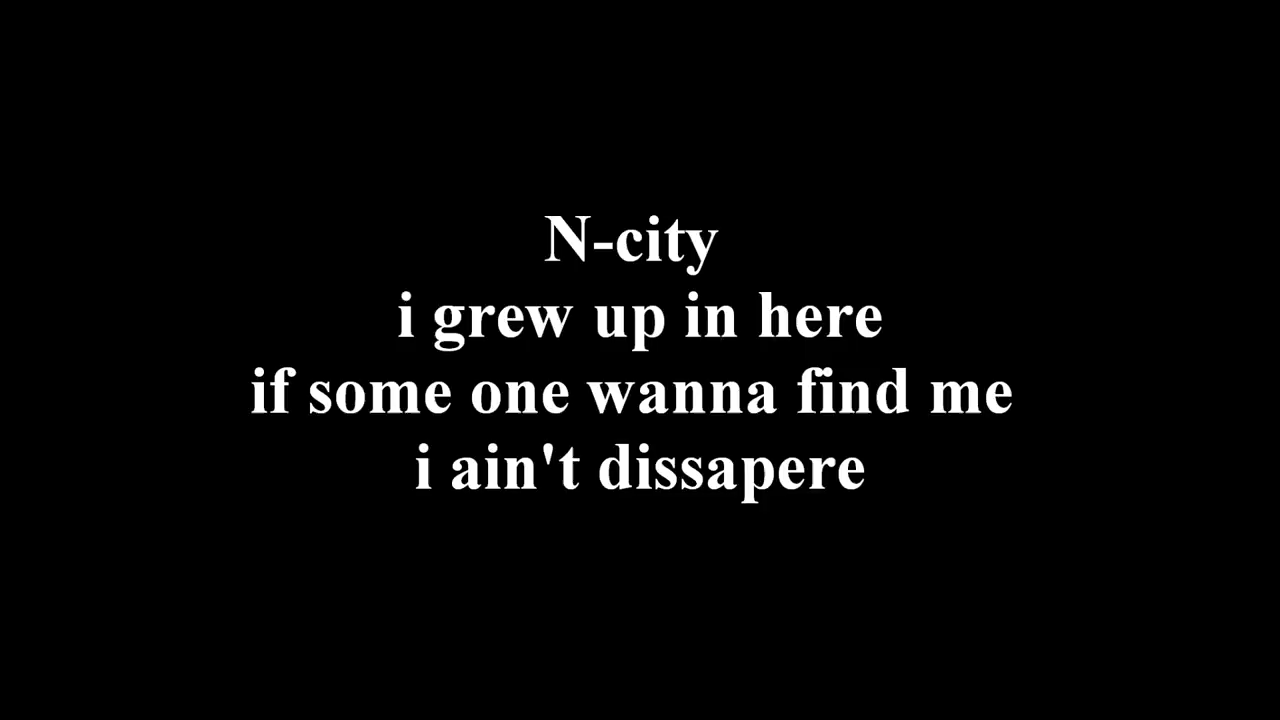 N-city
i grew up in here
if some one wanna find me
i ain't dissapere